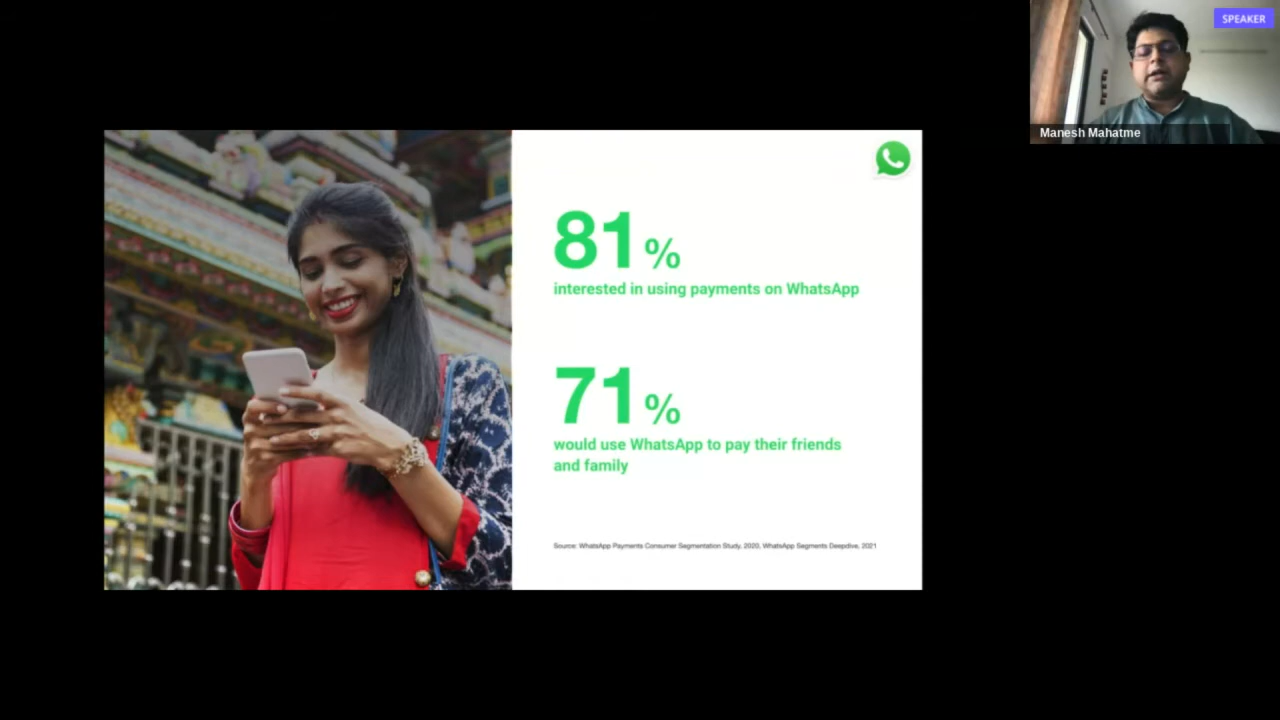 SPEAKER
Manesh Mahatme
81%
interested in using payments on WhatsApp
71%
would use WhatsApp to pay their friends
and family
Source: WhatsApp Payments Consumer Segmentation Study, 2020, WhatsApp Segments Deepdive, 2021